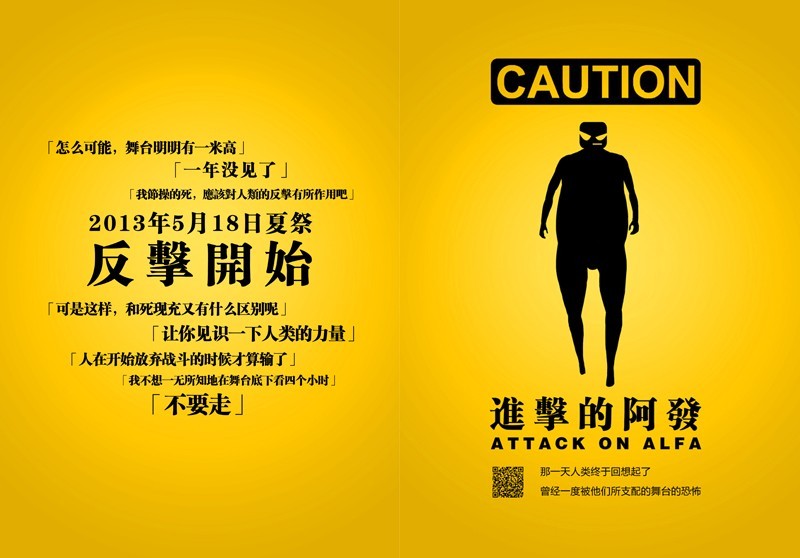 「怎么可能，舞台明明有一米高」
「一年没见了」
「我節操的死，應該對人類的反擊有所作用吧」
2013年5月18日夏祭
反擊開始
「可是这样，和死现充又有什么区别呢」
「让你见识一下人类的力量」
「人在开始放弃战斗的时候才算输了」
「我不想一无所知地在舞台底下看四个小时」
「不要走」
CAUTION
進擊的阿發
ATTACK ON ALFA
那一天人类终于回想起了
曾经一度被他们所支配的舞台的恐怖